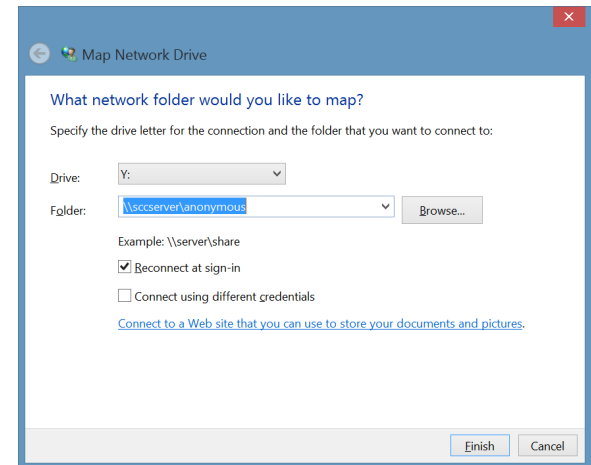 Map Network Drive
What network folder would you like to map?
Specify the drive letter for the connection and the folder that you want to connect to:
Drive: Y:
Folder: \\sccserver\anonymous Browse...
Example: \\server\share
Reconnect at sign-in
Connect using different credentials
Connect to a Web site that you can use to store your documents and pictures.
Finish Cancel